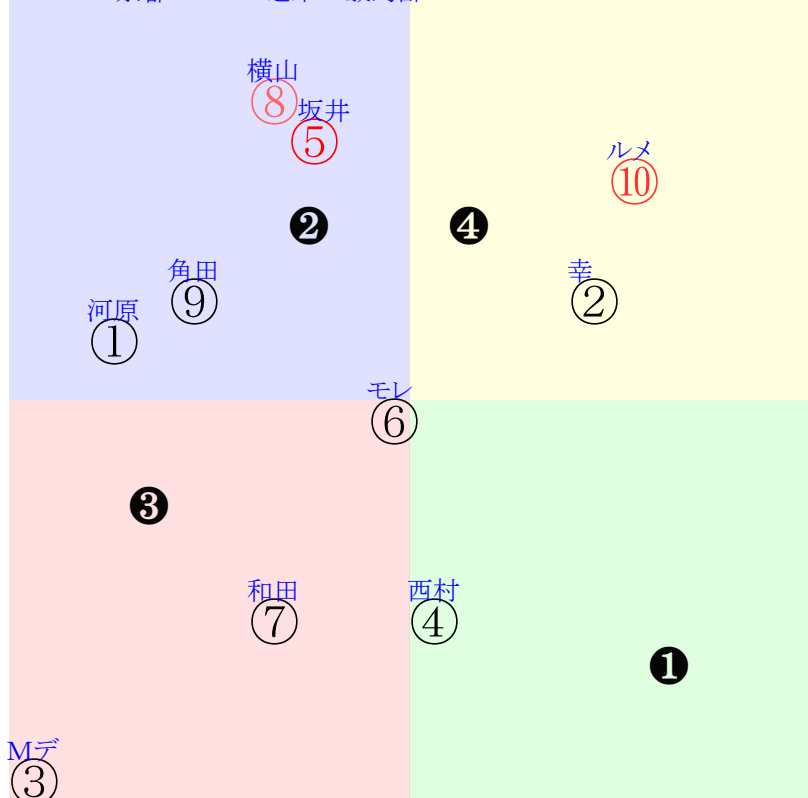 横山
⑧
坂井
⑤
ルメ
⑩
❷
❹
角田
⑨
幸
②
河原
①
モレ
⑥
❸
和田
⑦
西村
④
❶
Mデ
③